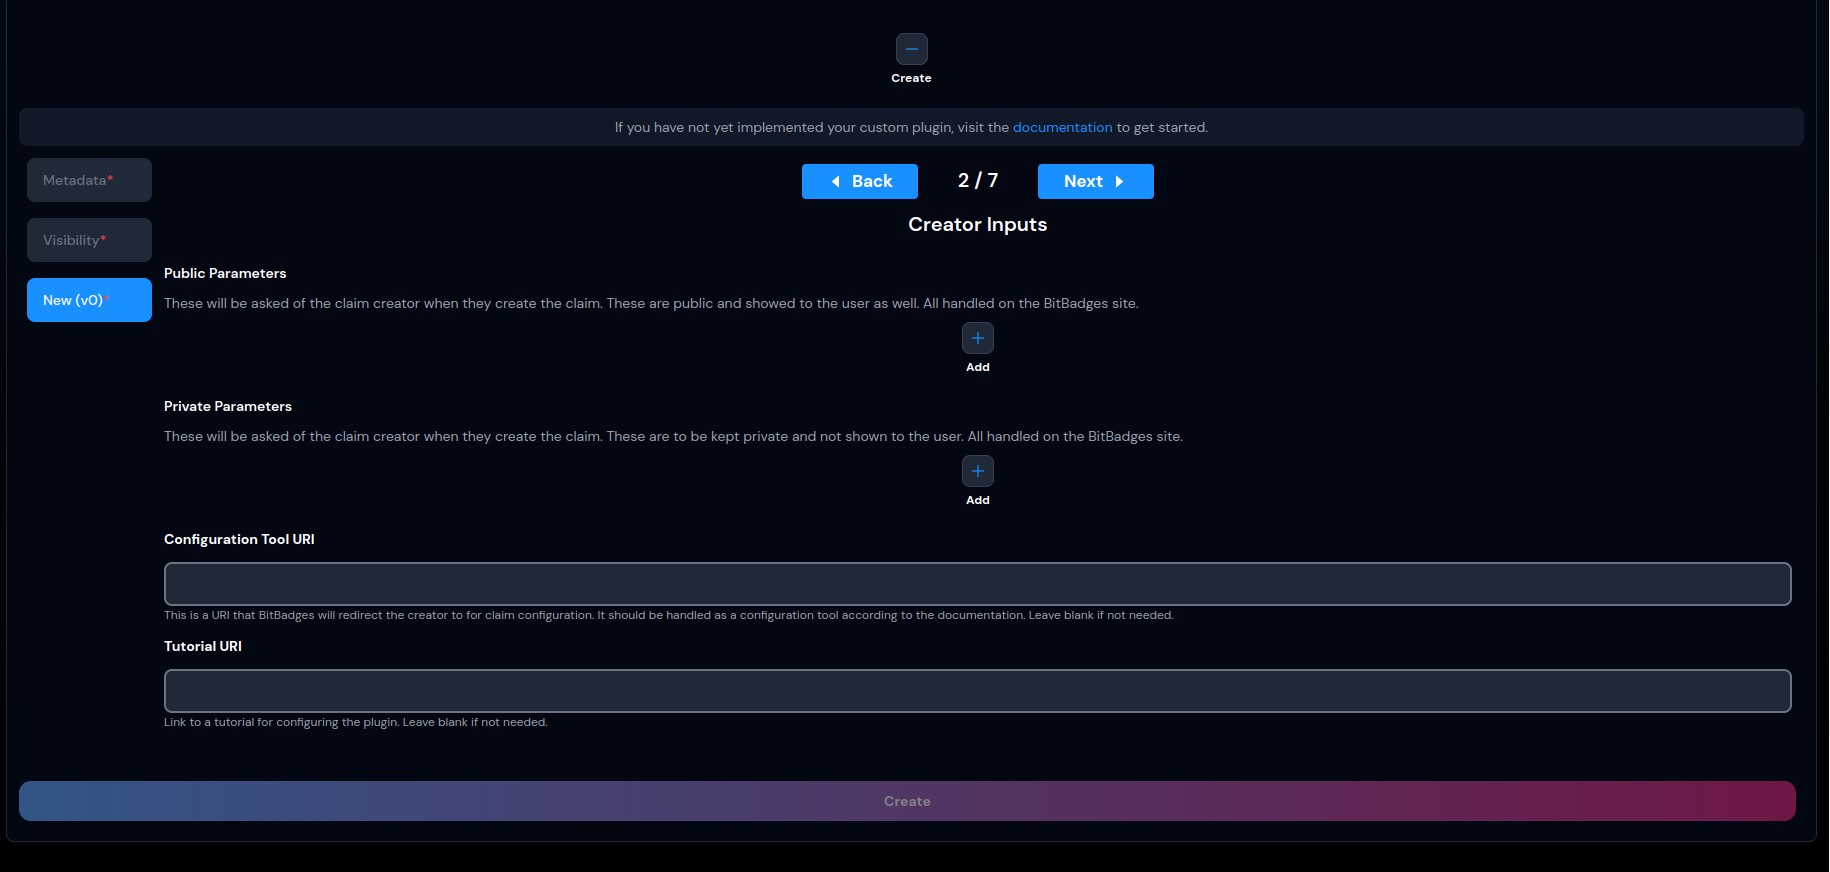 Create
If you have not yet implemented your custom plugin, visit the documentation to get started.
Metadata*
Visibility*
New (v0)*
Back
2 / 7
Next
Creator Inputs
Public Parameters
These will be asked of the claim creator when they create the claim. These are public and showed to the user as well. All handled on the BitBadges site.
Add
Private Parameters
These will be asked of the claim creator when they create the claim. These are to be kept private and not shown to the user. All handled on the BitBadges site.
Add
Configuration Tool URI
This is a URI that BitBadges will redirect the creator to for claim configuration. It should be handled as a configuration tool according to the documentation. Leave blank if not needed.
Tutorial URI
Link to a tutorial for configuring the plugin. Leave blank if not needed.
Create